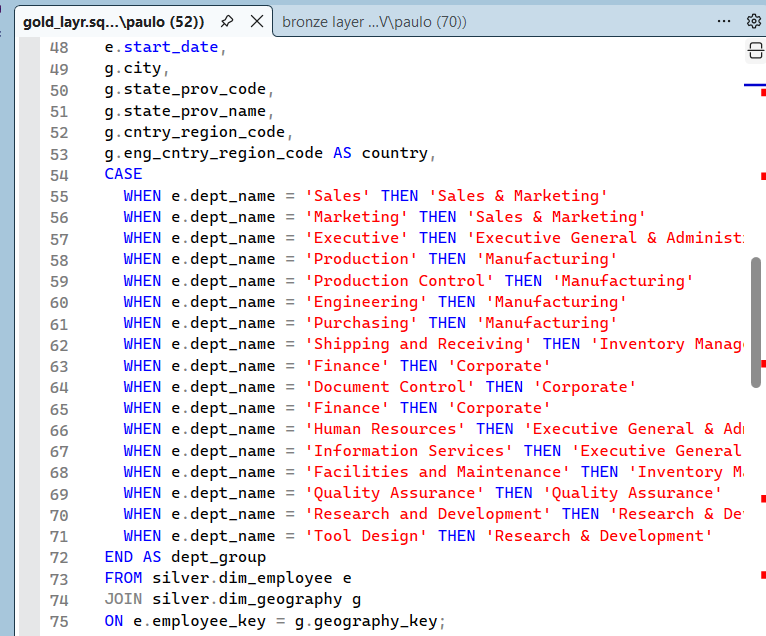 gold_layr.sq...\paulo (52))
bronze layer ...V\paulo (70))
48 e.start_date,
49 g.city,
50 g.state_prov_code,
51 g.state_prov_name,
52 g.cntry_region_code,
53 g.eng_cntry_region_code AS country,
54 CASE
55 WHEN e.dept_name = 'Sales' THEN 'Sales & Marketing'
56 WHEN e.dept_name = 'Marketing' THEN 'Sales & Marketing'
57 WHEN e.dept_name = 'Executive' THEN 'Executive General & Administ
58 WHEN e.dept_name = 'Production' THEN 'Manufacturing'
59 WHEN e.dept_name = 'Production Control' THEN 'Manufacturing'
60 WHEN e.dept_name = 'Engineering' THEN 'Manufacturing'
61 WHEN e.dept_name = 'Purchasing' THEN 'Manufacturing'
62 WHEN e.dept_name = 'Shipping and Receiving' THEN 'Inventory Manag
63 WHEN e.dept_name = 'Finance' THEN 'Corporate'
64 WHEN e.dept_name = 'Document Control' THEN 'Corporate'
65 WHEN e.dept_name = 'Finance' THEN 'Corporate'
66 WHEN e.dept_name = 'Human Resources' THEN 'Executive General & Ad
67 WHEN e.dept_name = 'Information Services' THEN 'Executive General
68 WHEN e.dept_name = 'Facilities and Maintenance' THEN 'Inventory M
69 WHEN e.dept_name = 'Quality Assurance' THEN 'Quality Assurance'
70 WHEN e.dept_name = 'Research and Development' THEN 'Research & De
71 WHEN e.dept_name = 'Tool Design' THEN 'Research & Development'
72 END AS dept_group
73 FROM silver.dim_employee e
74 JOIN silver.dim_geography g
75 ON e.employee_key = g.geography_key;